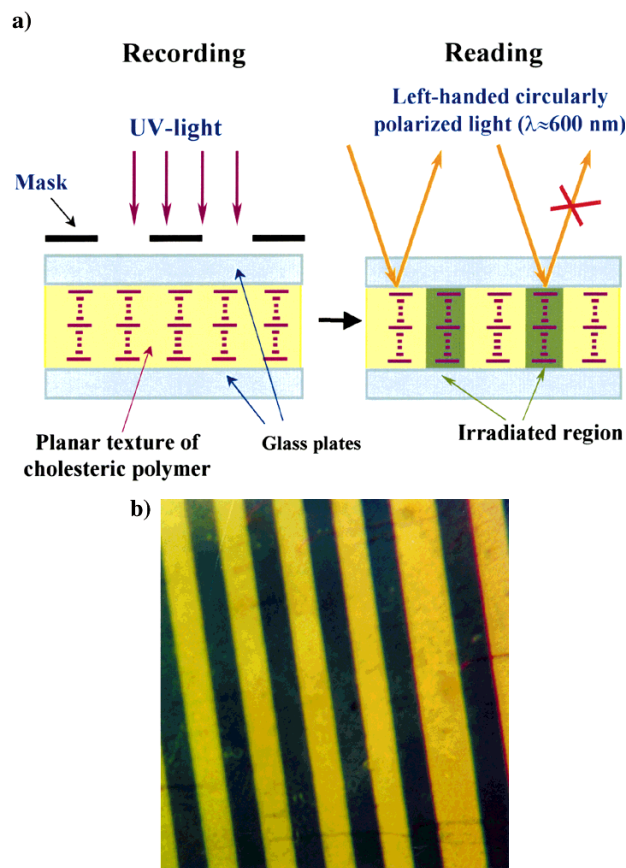 a)
Recording
Reading
UV-light
Left-handed circularly
polarized light (λ≈600 nm)
Mask
Planar texture of
cholesteric polymer
Glass plates
Irradiated region
b)